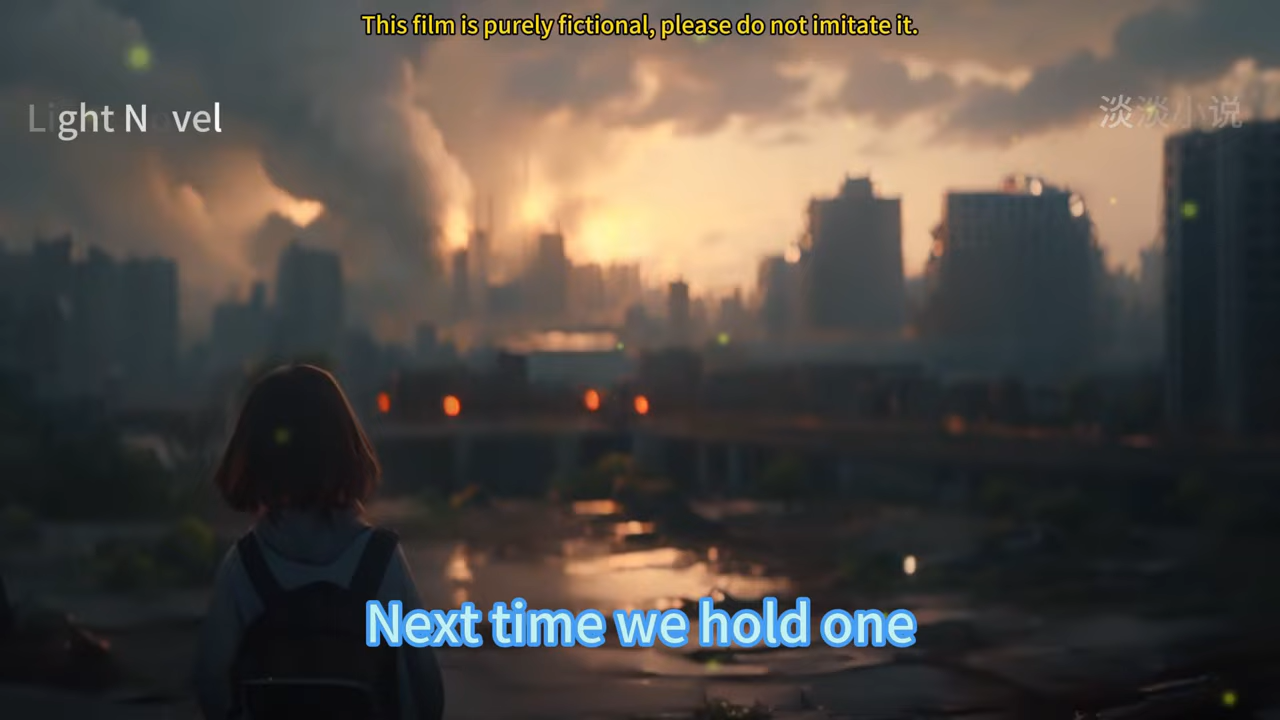 This film is purely fictional, please do not imitate it.
Light Novel
淡淡小说
Next time we hold one